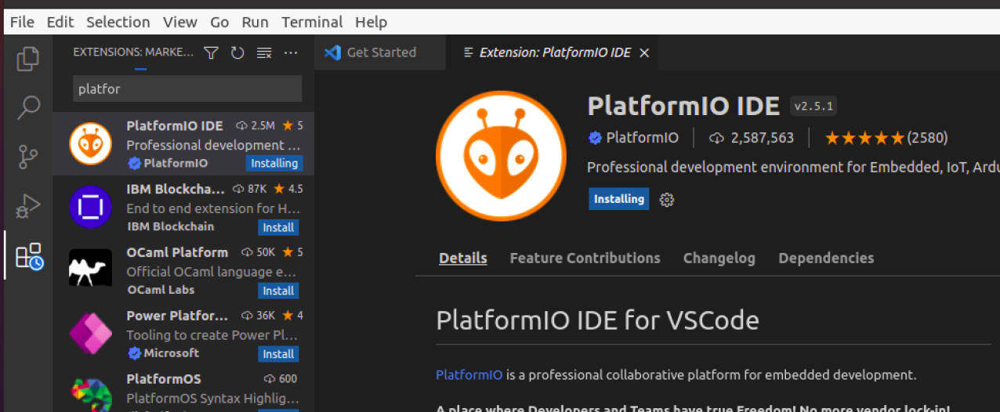 File Edit Selection View Go Run Terminal Help
EXTENSIONS: MARKE...
platfor
PlatformIO IDE 2.5M 5
Professional development ...
PlatformIO Installing
IBM Blockcha... 87K 4.5
End to end extension for H...
IBM Blockchain Install
OCaml Platform 50K 5
Official OCaml language e...
OCaml Labs Install
Power Platfor... 36K 4
Tooling to create Power Pl...
Microsoft Install
PlatformOS 600
PlatformOS Syntax Highlig...
Get Started Extension: PlatformIO IDE
PlatformIO IDE v2.5.1
PlatformIO 2,587,563 (2580)
Professional development environment for Embedded, IoT, Ardu
Installing
Details Feature Contributions Changelog Dependencies
PlatformIO IDE for VSCode
PlatformIO is a professional collaborative platform for embedded development.
A place where Developers and Teams have true Freedom! No more vendor lock-in!